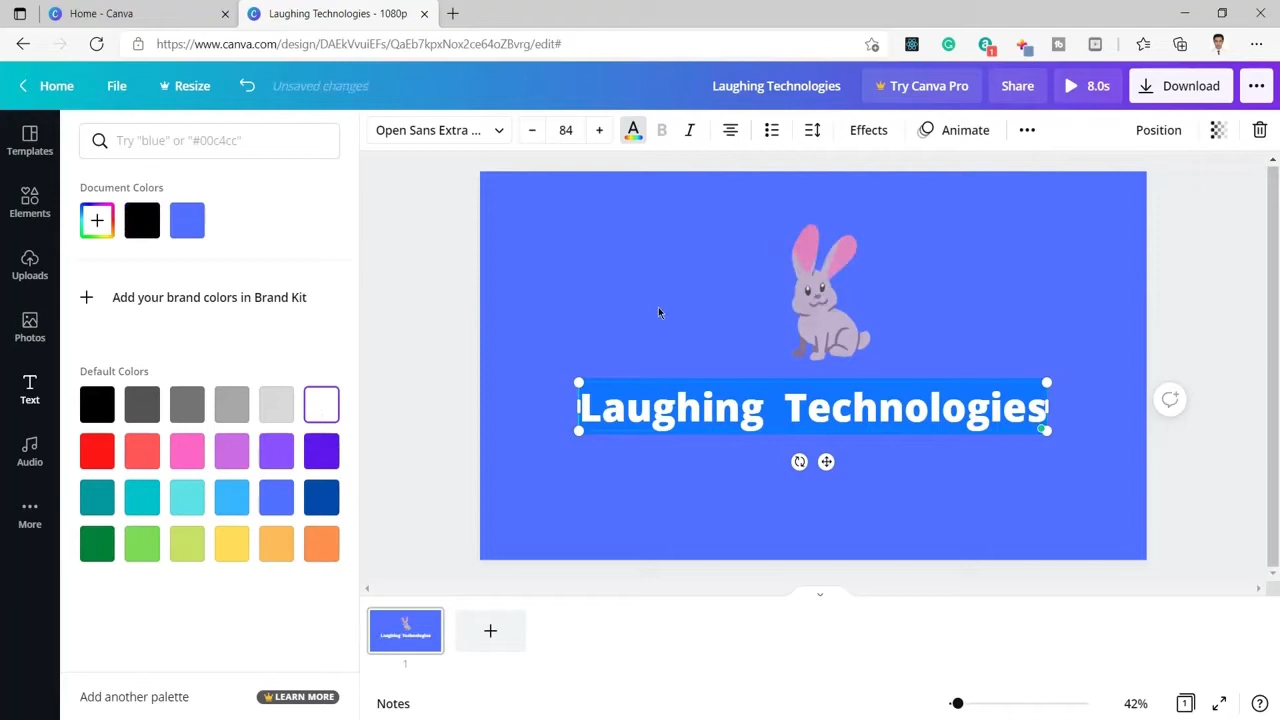 Home - Canva
Laughing Technologies - 1080p
https://www.canva.com/design/DAEkVvuiEFs/QaEb7kpxNox2ce64oZBvrg/edit#
Home
File
Resize
Unsaved changes
Laughing Technologies
Try Canva Pro
Share
8.0s
Download
Templates
Elements
Uploads
Photos
Text
Audio
More
Try "blue" or "#00c4cc"
Open Sans Extra ...
84
A
B
I
Effects
Animate
Position
Document Colors
Add your brand colors in Brand Kit
Default Colors
Laughing Technologies
Laughing Technologies
1
Add another palette
LEARN MORE
Notes
42%
1